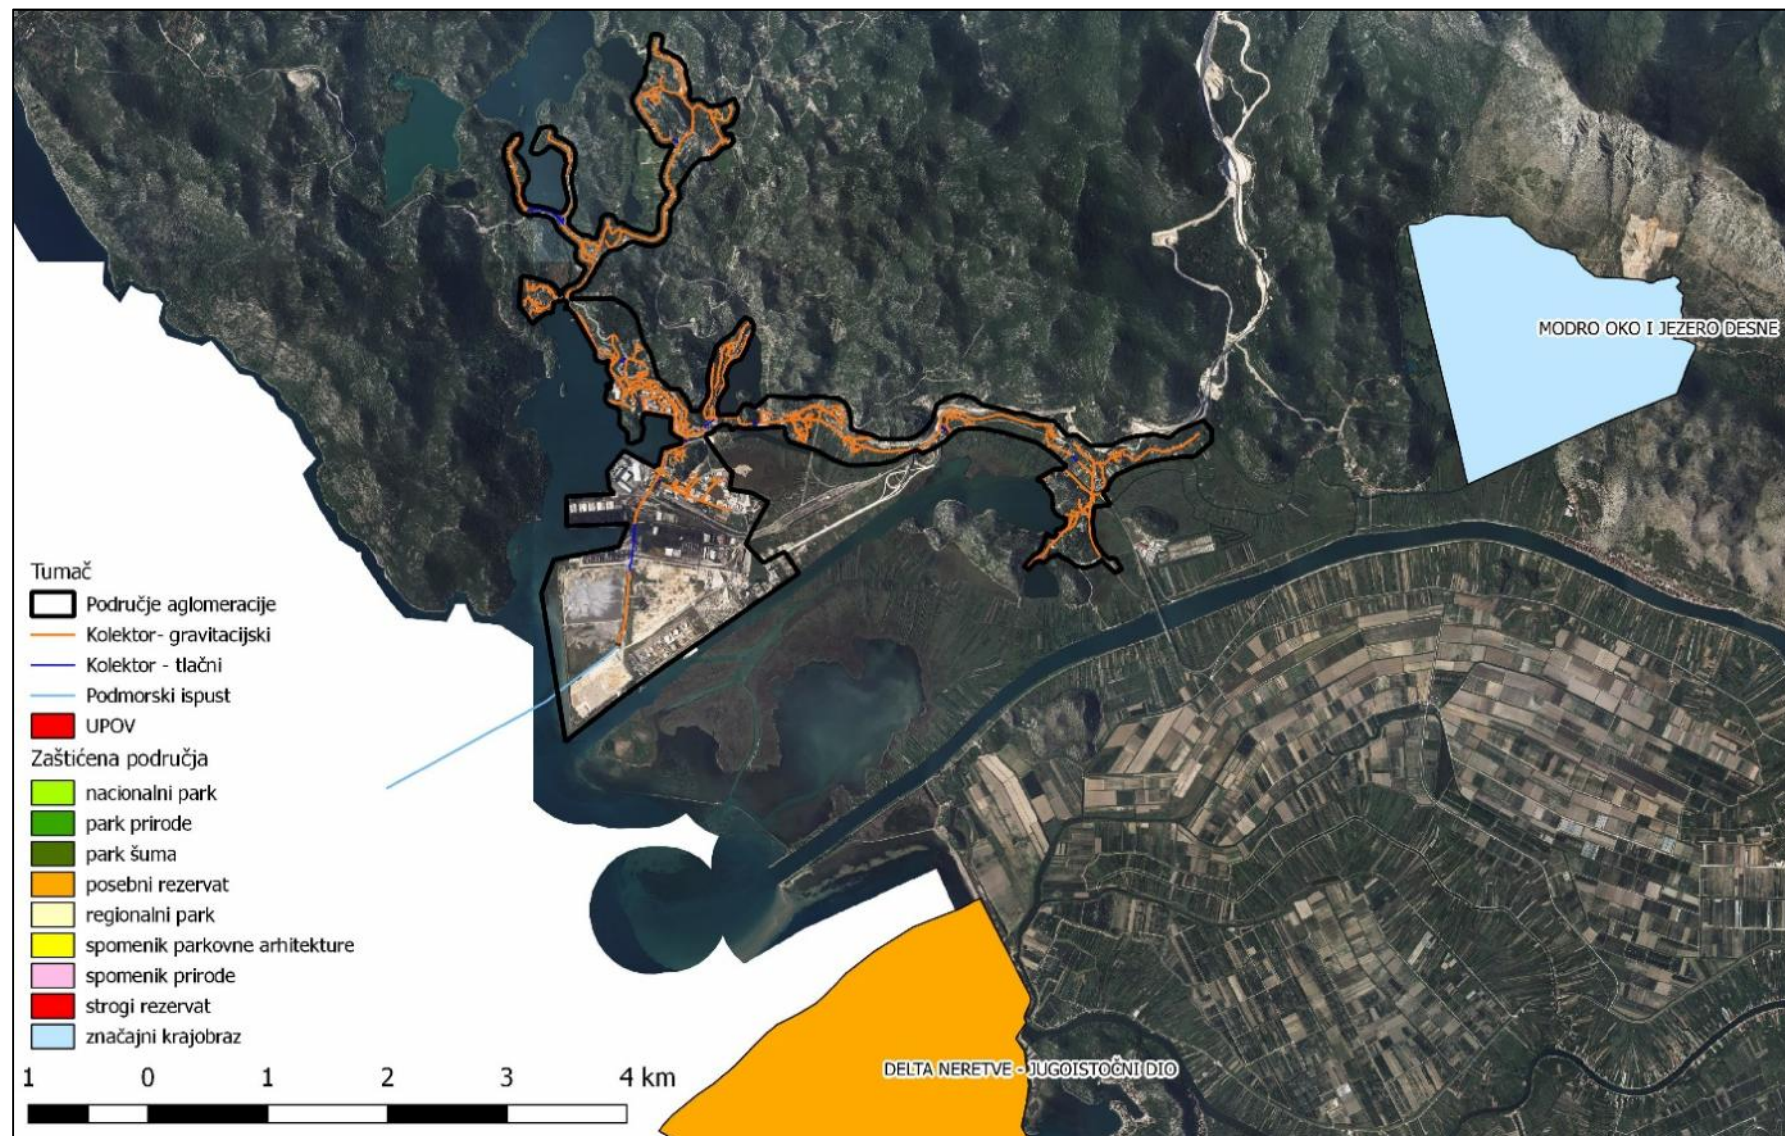 MODRO OKO I JEZERO DESNE
Tumač
Područje aglomeracije
Kolektor- gravitacijski
Kolektor - tlačni
Podmorski ispust
UPOV
Zaštićena područja
nacionalni park
park prirode
park šuma
posebni rezervat
regionalni park
spomenik parkovne arhitekture
spomenik prirode
strogi rezervat
značajni krajobraz
1 0 1 2 3 4 km
DELTA NERETVE - JUGOISTOČNI DIO